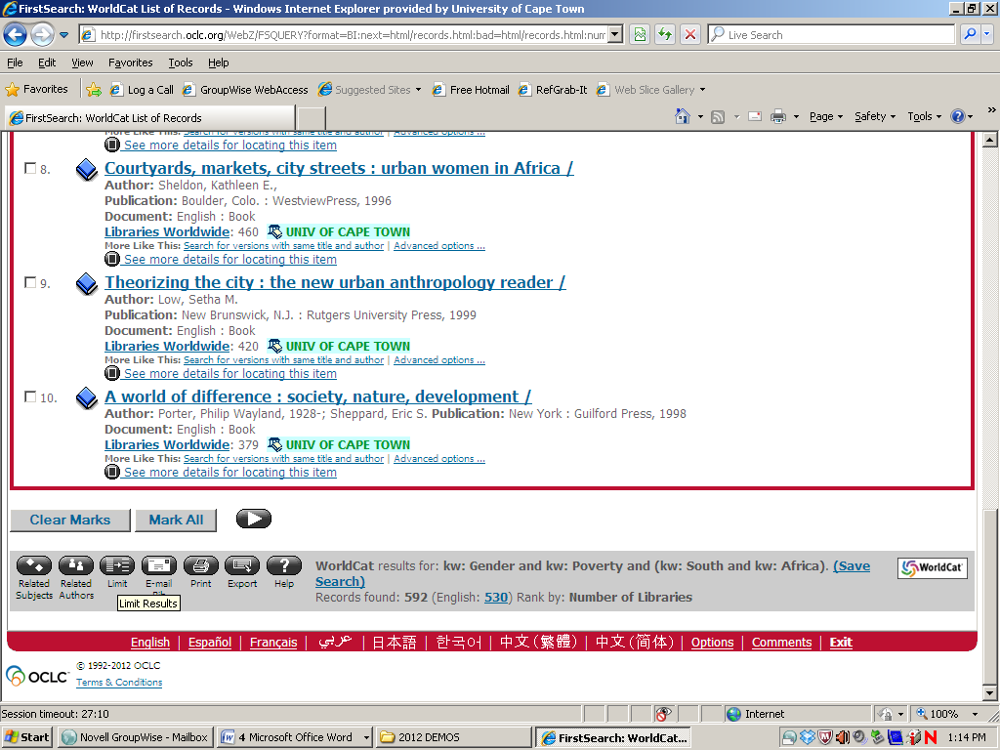 FirstSearch: WorldCat List of Records - Windows Internet Explorer provided by University of Cape Town
http://firstsearch.oclc.org/WebZ/FSQUERY?format=BI:next=html/records.html:bad=html/records.html:num
Live Search
File Edit View Favorites Tools Help
Favorites Log a Call GroupWise WebAccess Suggested Sites Free Hotmail RefGrab-It Web Slice Gallery
FirstSearch: WorldCat List of Records Page Safety Tools »
More Like This: Search for versions with same title and author | Advanced options ...
See more details for locating this item
8. Courtyards, markets, city streets : urban women in Africa /
Author: Sheldon, Kathleen E.,
Publication: Boulder, Colo. : WestviewPress, 1996
Document: English : Book
Libraries Worldwide: 460 UNIV OF CAPE TOWN
More Like This: Search for versions with same title and author | Advanced options ...
See more details for locating this item
9. Theorizing the city : the new urban anthropology reader /
Author: Low, Setha M.
Publication: New Brunswick, N.J. : Rutgers University Press, 1999
Document: English : Book
Libraries Worldwide: 420 UNIV OF CAPE TOWN
More Like This: Search for versions with same title and author | Advanced options ...
See more details for locating this item
10. A world of difference : society, nature, development /
Author: Porter, Philip Wayland, 1928-; Sheppard, Eric S. Publication: New York : Guilford Press, 1998
Document: English : Book
Libraries Worldwide: 379 UNIV OF CAPE TOWN
More Like This: Search for versions with same title and author | Advanced options ...
See more details for locating this item
Clear Marks Mark All
Related Subjects Related Authors Limit E-mail Print Export Help
Limit Results
WorldCat results for: kw: Gender and kw: Poverty and (kw: South and kw: Africa). (Save
Search)
Records found: 592 (English: 530) Rank by: Number of Libraries
WorldCat
English | Español | Français | عربي | 日本語 | 한국어 | 中文(繁體) | 中文(简体) | Options | Comments | Exit
OCLC
© 1992-2012 OCLC
Terms & Conditions
Session timeout: 27:10 Internet 100%
Start Novell GroupWise - Mailbox 4 Microsoft Office Word 2012 DEMOS FirstSearch: WorldCat... 1:14 PM